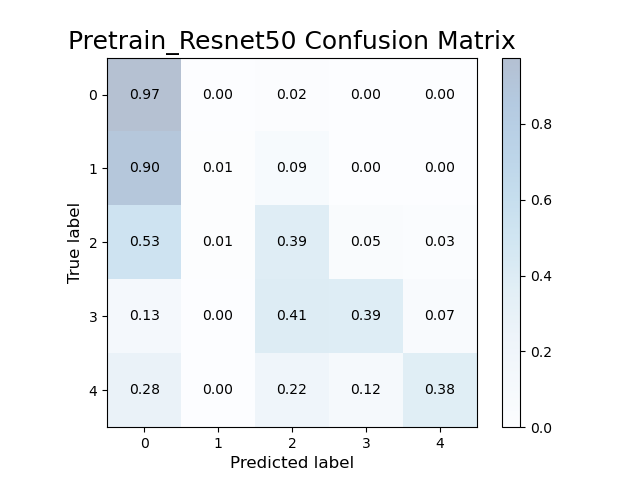 Pretrain_Resnet50 Confusion Matrix
0 0.97 0.00 0.02 0.00 0.00
1 0.90 0.01 0.09 0.00 0.00
2 0.53 0.01 0.39 0.05 0.03
3 0.13 0.00 0.41 0.39 0.07
4 0.28 0.00 0.22 0.12 0.38
0 1 2 3 4
True label
Predicted label
0.8
0.6
0.4
0.2
0.0